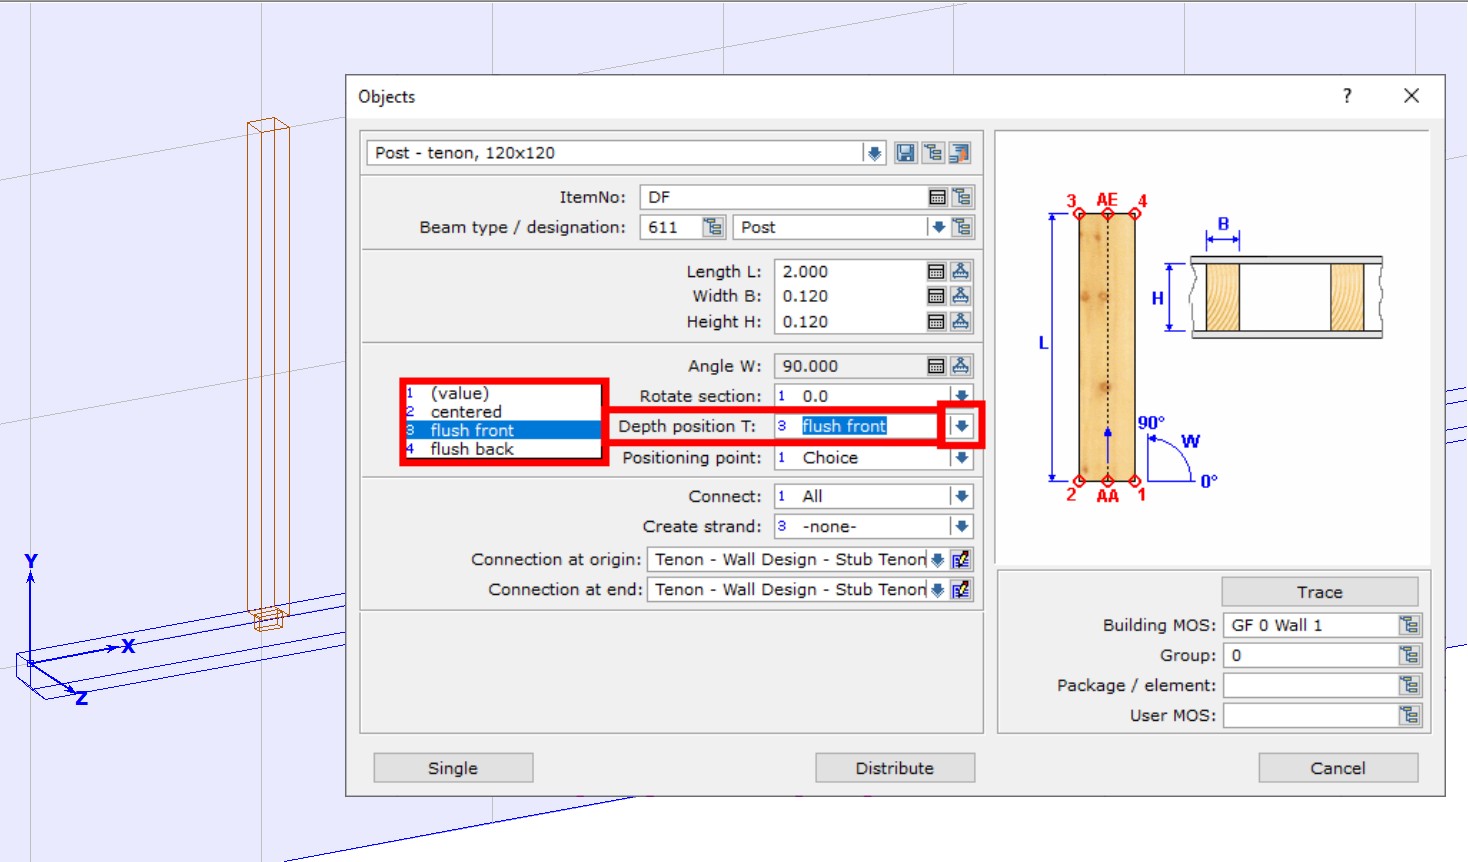 Objects
?
Post - tenon, 120x120
ItemNo: DF
Beam type / designation: 611 Post
Length L: 2.000
Width B: 0.120
Height H: 0.120
Angle W: 90.000
Rotate section: 1 0.0
Depth position T: 3 flush front
Positioning point: 1 Choice
1 (value)
2 centered
3 flush front
4 flush back
Connect: 1 All
Create strand: 3 -none-
Connection at origin: Tenon - Wall Design - Stub Tenon
Connection at end: Tenon - Wall Design - Stub Tenon
3 AE 4
B
H
L
90°
W
0°
2 AA 1
Trace
Building MOS: GF 0 Wall 1
Group: 0
Package / element:
User MOS:
Single
Distribute
Cancel
Y
X
Z